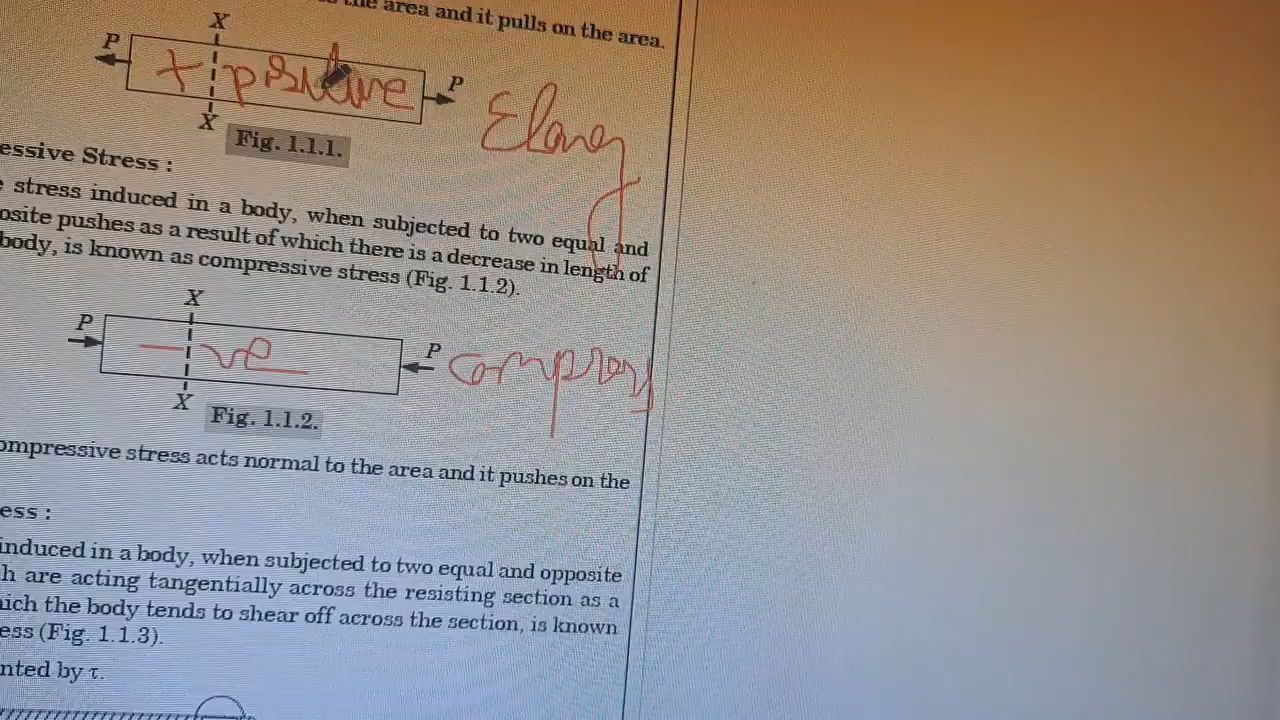 the area and it pulls on the area.
X
P
+ positive
P
Elong
X
Fig. 1.1.1.
essive Stress :
stress induced in a body, when subjected to two equal and
osite pushes as a result of which there is a decrease in length of
body, is known as compressive stress (Fig. 1.1.2).
X
P
- ve
P
X
Fig. 1.1.2.
ompressive stress acts normal to the area and it pushes on the
ess :
induced in a body, when subjected to two equal and opposite
h are acting tangentially across the resisting section as a
hich the body tends to shear off across the section, is known
ess (Fig. 1.1.3).
nted by τ.